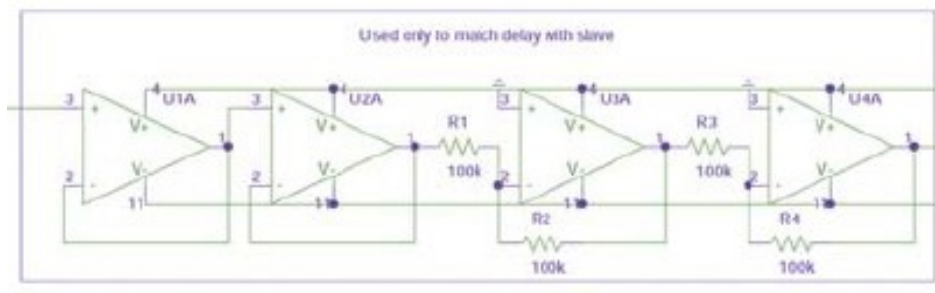 Used only to match delay with slave
3 + 2 - V+ V- 4 11 1 U1A
3 + 2 - V+ V- 4 11 1 U2A
R1 100k
3 + 2 - V+ V- 4 11 1 U3A
R2 100k
R3 100k
3 + 2 - V+ V- 4 11 1 U4A
R4 100k